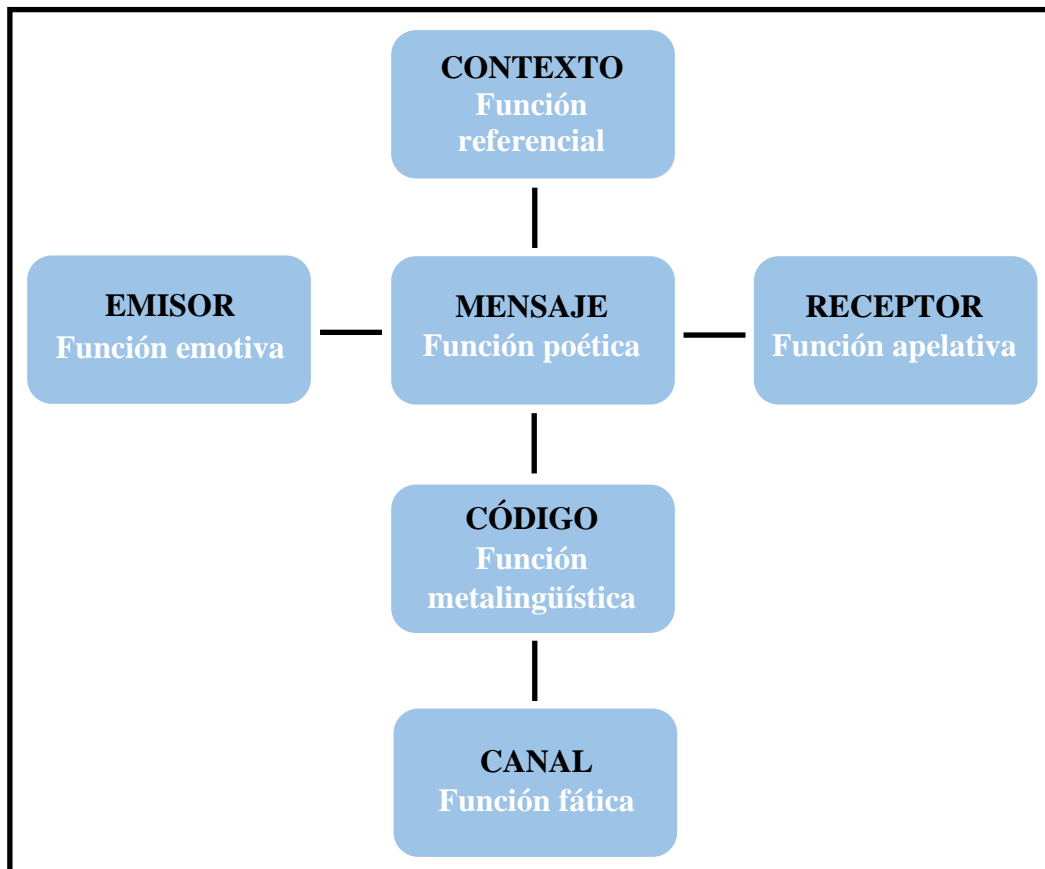 CONTEXTO
Función
referencial
EMISOR
Función emotiva
MENSAJE
Función poética
RECEPTOR
Función apelativa
CÓDIGO
Función
metalingüística
CANAL
Función fática